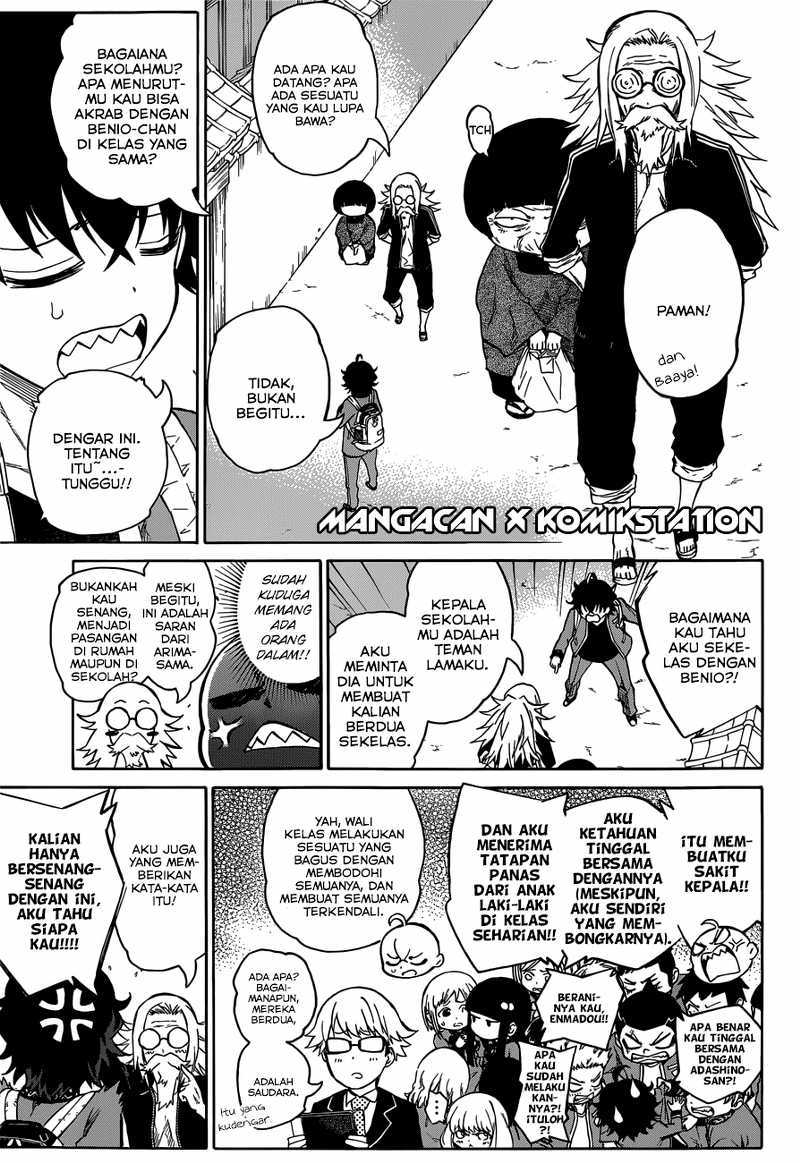 PAMAN!
dan
Baaya!
TCH
ADA APA KAU
DATANG? APA
ADA SESUATU
YANG KAU LUPA
BAWA?
TIDAK,
BUKAN
BEGITU...
BAGAIANA
SEKOLAHMU?
APA MENURUT-
MU KAU BISA
AKRAB DENGAN
BENIO-CHAN
DI KELAS YANG
SAMA?
DENGAR INI.
TENTANG
ITU~...-
TUNGGU!!
MANGACAN X KOMIKSTATION
BAGAIMANA
KAU TAHU
AKU SEKE-
LAS DENGAN
BENIO?!
KEPALA
SEKOLAH-
MU ADALAH
TEMAN
LAMAKU.
AKU
MEMINTA
DIA UNTUK
MEMBUAT
KALIAN
BERDUA
SEKELAS.
SUDAH
KUDUGA
MEMANG
ADA
ORANG
DALAM!!
MESKI
BEGITU,
INI ADALAH
SARAN
DARI
ARIMA-
SAMA.
BUKANKAH
KAU
SENANG,
MENJADI
PASANGAN
DI RUMAH
MAUPUN DI
SEKOLAH?
ITU MEM-
BUATKU
SAKIT
KEPALA!!
AKU
KETAHUAN
TINGGAL
BERSAMA
DENGANNYA
(MESKIPUN,
AKU SENDIRI
YANG MEM-
BONGKARNYA).
DAN AKU
MENERIMA
TATAPAN
PANAS
DARI ANAK
LAKI-LAKI
DI KELAS
SEHARIAN!!
APA BENAR
KAU TINGGAL
BERSAMA
DENGAN
ADASHINO-
SAN?!
BERANI-
NYA KAU,
ENMADOU!!
APA
KAU
SUDAH
MELAKU
KAN-
NYA?!
ITULOH
?!
YAH, WALI
KELAS MELAKUKAN
SESUATU YANG
BAGUS DENGAN
MEMBODOHI
SEMUANYA, DAN
MEMBUAT SEMUANYA
TERKENDALI.
ADA APA?
BAGAI-
MANAPUN,
MEREKA
BERDUA,
ADALAH
SAUDARA.
Itu yang
kudengar.
AKU JUGA
YANG MEM-
BERIKAN
KATA-KATA
ITU!
KALIAN
HANYA
BERSENANG-
SENANG
DENGAN INI,
AKU TAHU
SIAPA
KAU!!!!